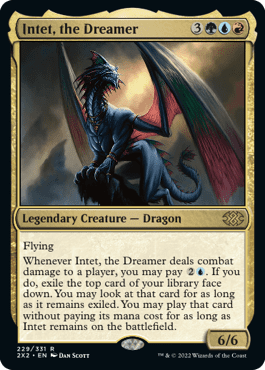 Intet, the Dreamer 3
Legendary Creature — Dragon
Flying
Whenever Intet, the Dreamer deals combat
damage to a player, you may pay 2. If you
do, exile the top card of your library face
down. You may look at that card for as long
as it remains exiled. You may play that card
without paying its mana cost for as long as
Intet remains on the battlefield.
6/6
229/331 R
2X2 • EN DAN SCOTT
™ & © 2022 Wizards of the Coast